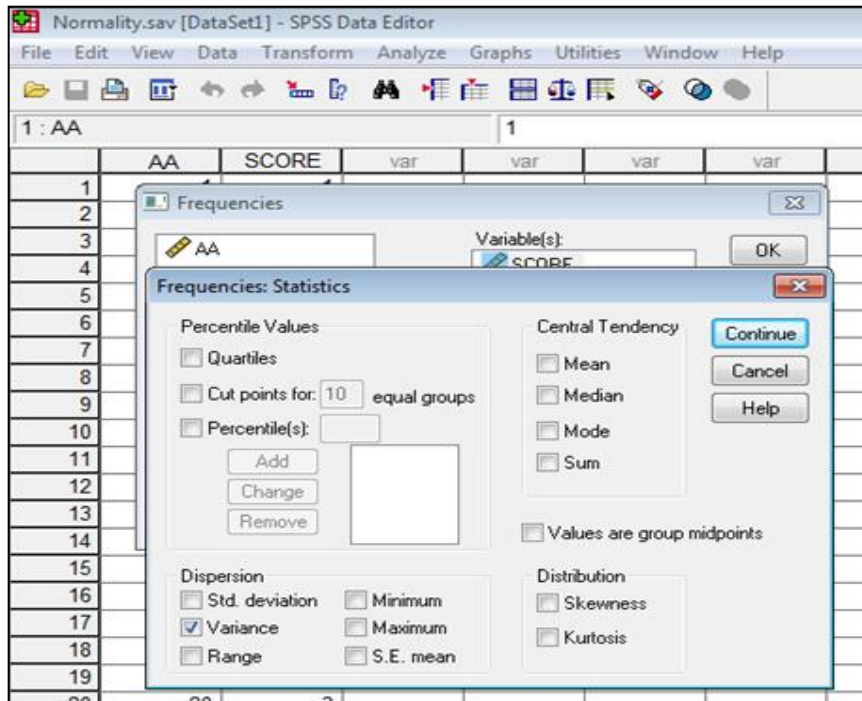 Normality.sav [DataSet1] - SPSS Data Editor
File Edit View Data Transform Analyze Graphs Utilities Window Help
1 : AA 1
AA SCORE var var var var
1
2
3
4
5
6
7
8
9
10
11
12
13
14
15
16
17
18
19
Frequencies
AA
Variable(s):
SCORE
OK
Frequencies: Statistics
Percentile Values
Quartiles
Cut points for: 10 equal groups
Percentile(s):
Add
Change
Remove
Central Tendency
Mean
Median
Mode
Sum
Continue
Cancel
Help
Values are group midpoints
Dispersion
Std. deviation Minimum
Variance Maximum
Range S.E. mean
Distribution
Skewness
Kurtosis